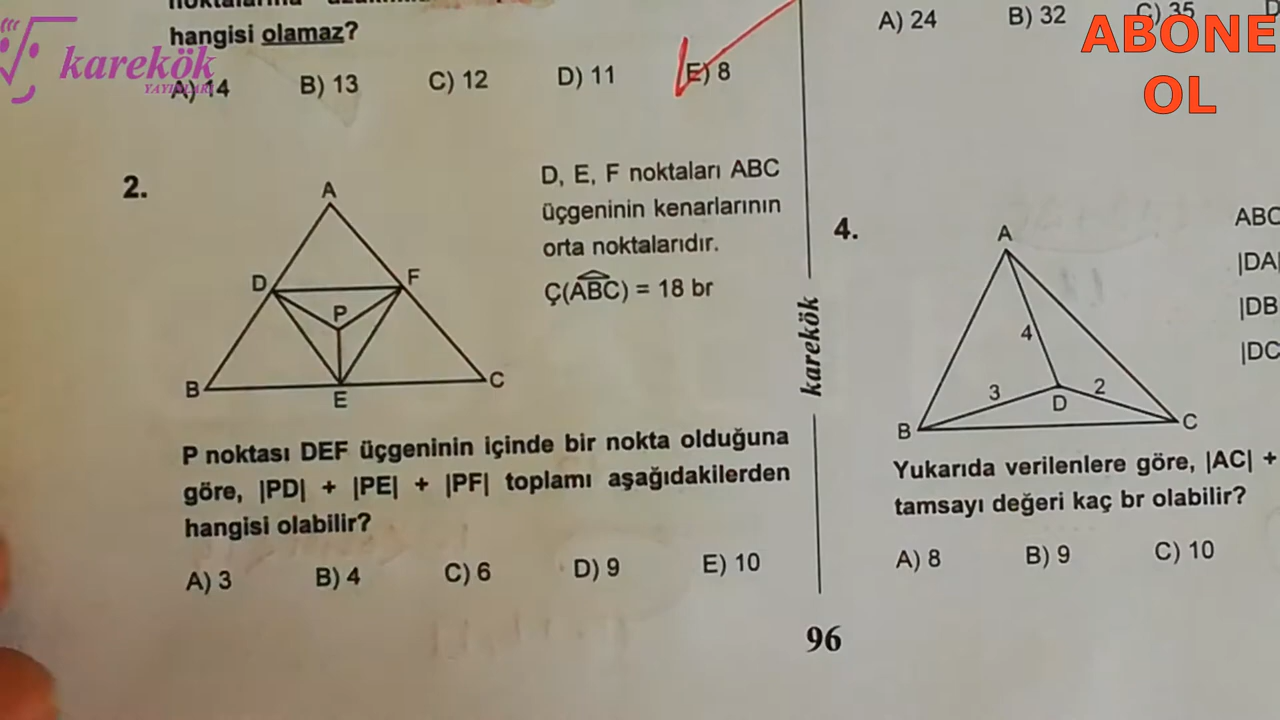 hangisi olamaz?
A) 14 B) 13 C) 12 D) 11 E) 8
karekök
YAYINLARI
2.
A
D F
P
B E C
D, E, F noktaları ABC
üçgeninin kenarlarının
orta noktalarıdır.
Ç(ABC) = 18 br
P noktası DEF üçgeninin içinde bir nokta olduğuna
göre, |PD| + |PE| + |PF| toplamı aşağıdakilerden
hangisi olabilir?
A) 3 B) 4 C) 6 D) 9 E) 10
karekök
96
A) 24 B) 32 C) 35 D
ABONE
OL
4.
A
4
3 D 2
B C
ABC
|DA|
|DB
|DC
Yukarıda verilenlere göre, |AC| +
tamsayı değeri kaç br olabilir?
A) 8 B) 9 C) 10